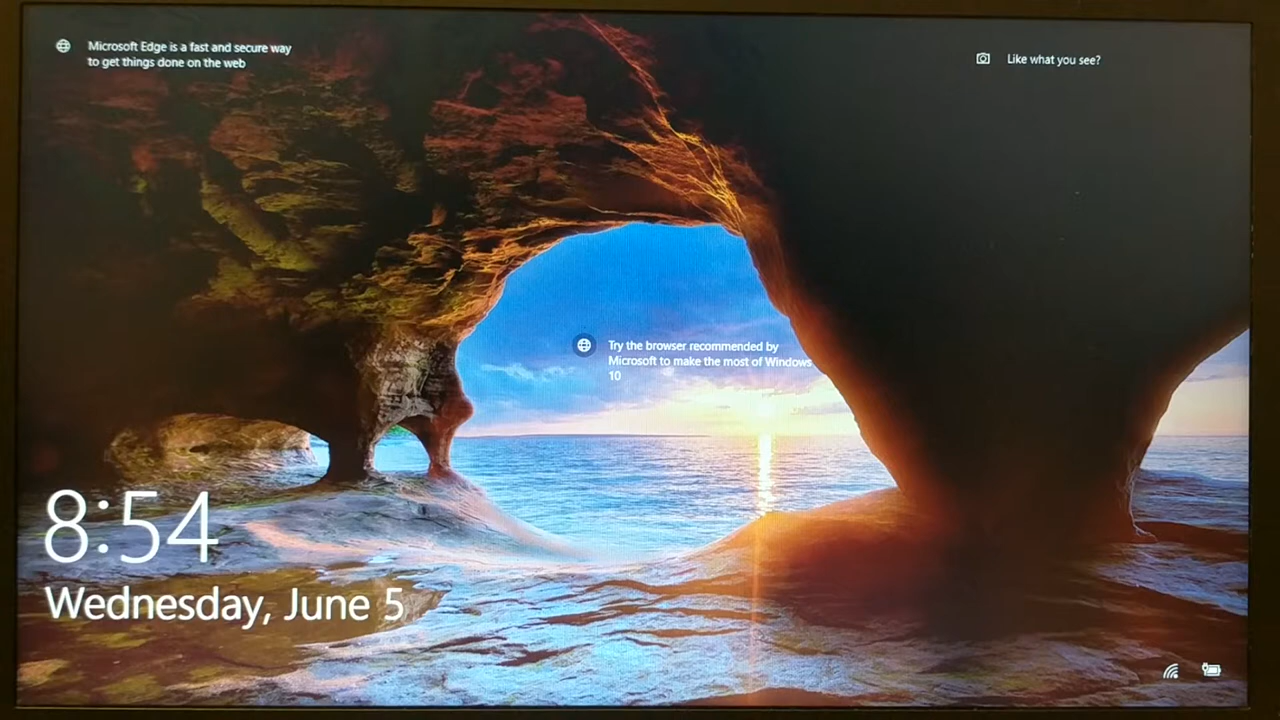 Microsoft Edge is a fast and secure way
to get things done on the web
Like what you see?
Try the browser recommended by
Microsoft to make the most of Windows
10
8:54
Wednesday, June 5